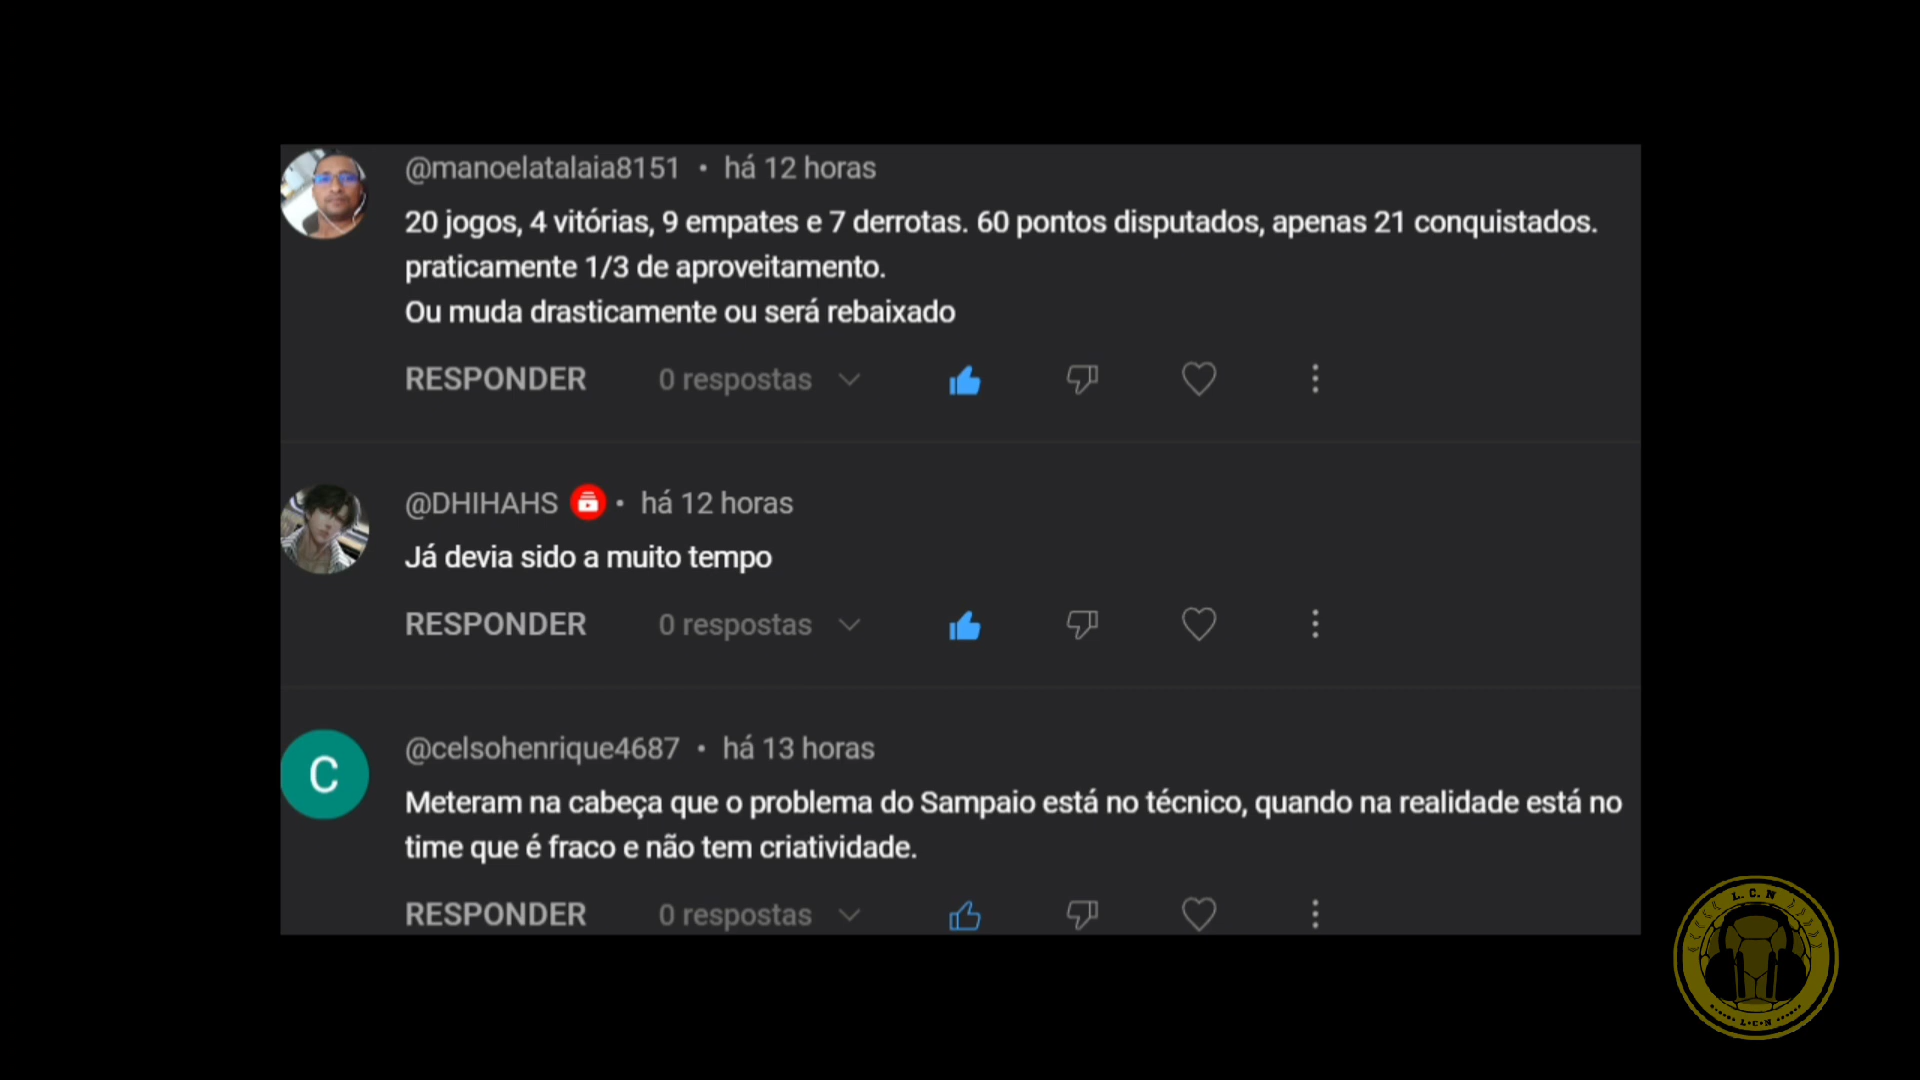 @manoelatalaia8151 • há 12 horas
20 jogos, 4 vitórias, 9 empates e 7 derrotas. 60 pontos disputados, apenas 21 conquistados.
praticamente 1/3 de aproveitamento.
Ou muda drasticamente ou será rebaixado
RESPONDER 0 respostas
@DHIHAHS • há 12 horas
Já devia sido a muito tempo
RESPONDER 0 respostas
C
@celsohenrique4687 • há 13 horas
Meteram na cabeça que o problema do Sampaio está no técnico, quando na realidade está no
time que é fraco e não tem criatividade.
RESPONDER 0 respostas
L.C.N
L•C•N